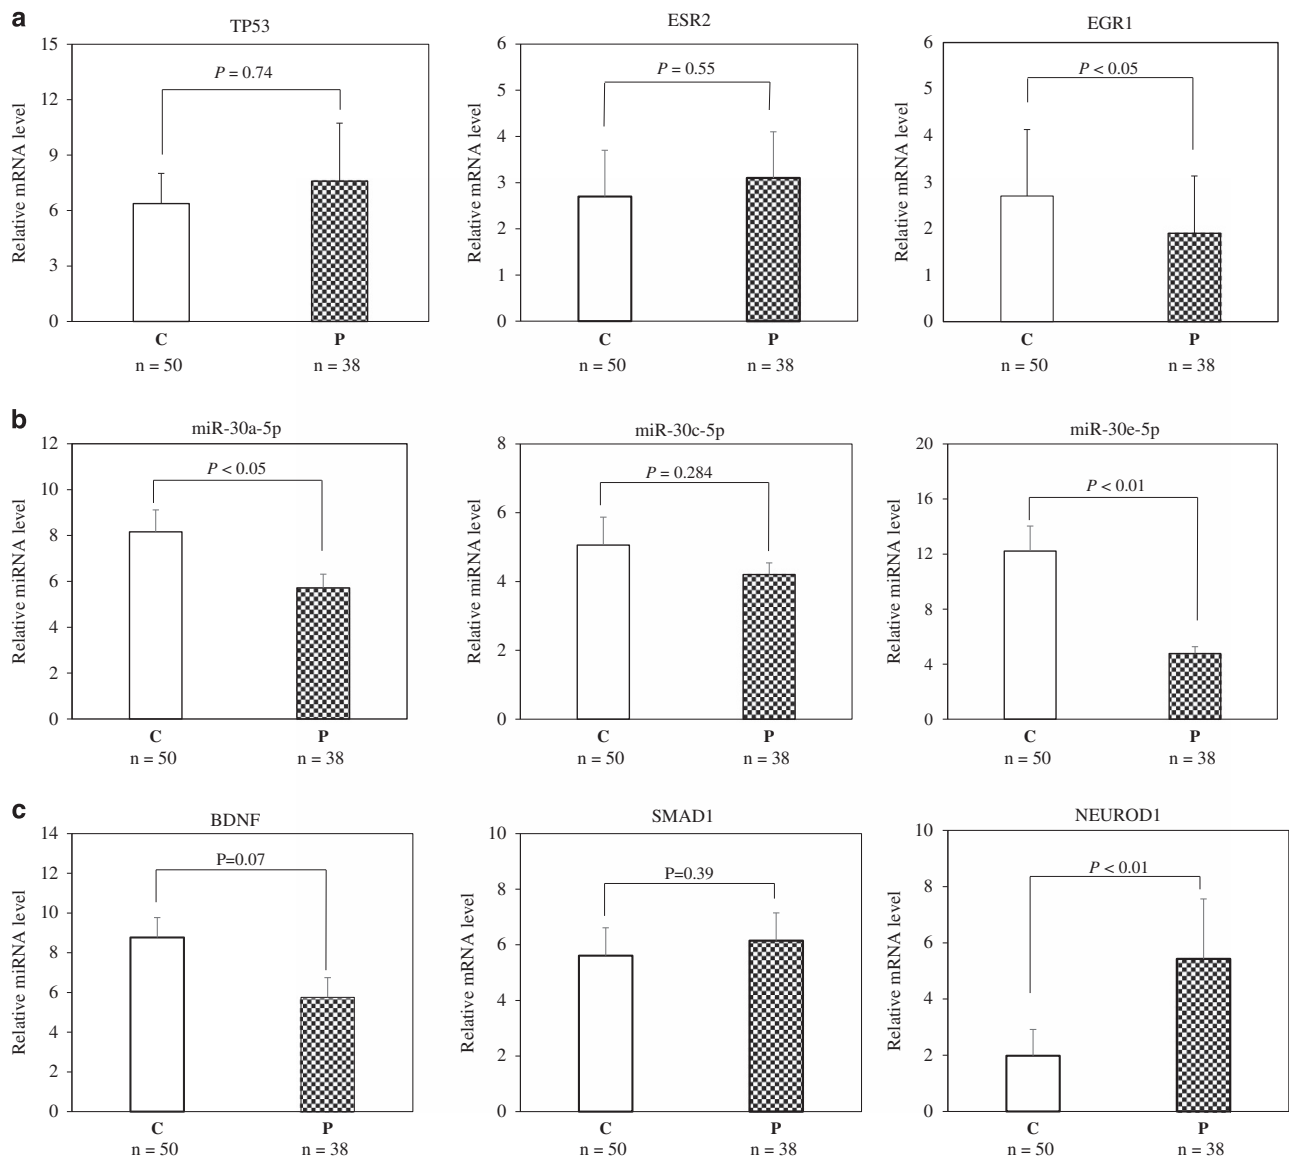 a
TP53
ESR2
EGR1
Relative mRNA level
15
12
9
6
3
0
P = 0.74
C
P
n = 50
n = 38
Relative mRNA level
6
5
4
3
2
1
0
P = 0.55
C
P
n = 50
n = 38
Relative mRNA level
6
5
4
3
2
1
0
P < 0.05
C
P
n = 50
n = 38
b
miR-30a-5p
miR-30c-5p
miR-30e-5p
Relative miRNA level
12
10
8
6
4
2
0
P < 0.05
C
P
n = 50
n = 38
Relative miRNA level
8
6
4
2
0
P = 0.284
C
P
n = 50
n = 38
Relative miRNA level
20
16
12
8
4
0
P < 0.01
C
P
n = 50
n = 38
c
BDNF
SMAD1
NEUROD1
Relative miRNA level
14
12
10
8
6
4
2
0
P=0.07
C
P
n = 50
n = 38
Relative mRNA level
10
8
6
4
2
0
P=0.39
C
P
n = 50
n = 38
Relative mRNA level
10
8
6
4
2
0
P < 0.01
C
P
n = 50
n = 38